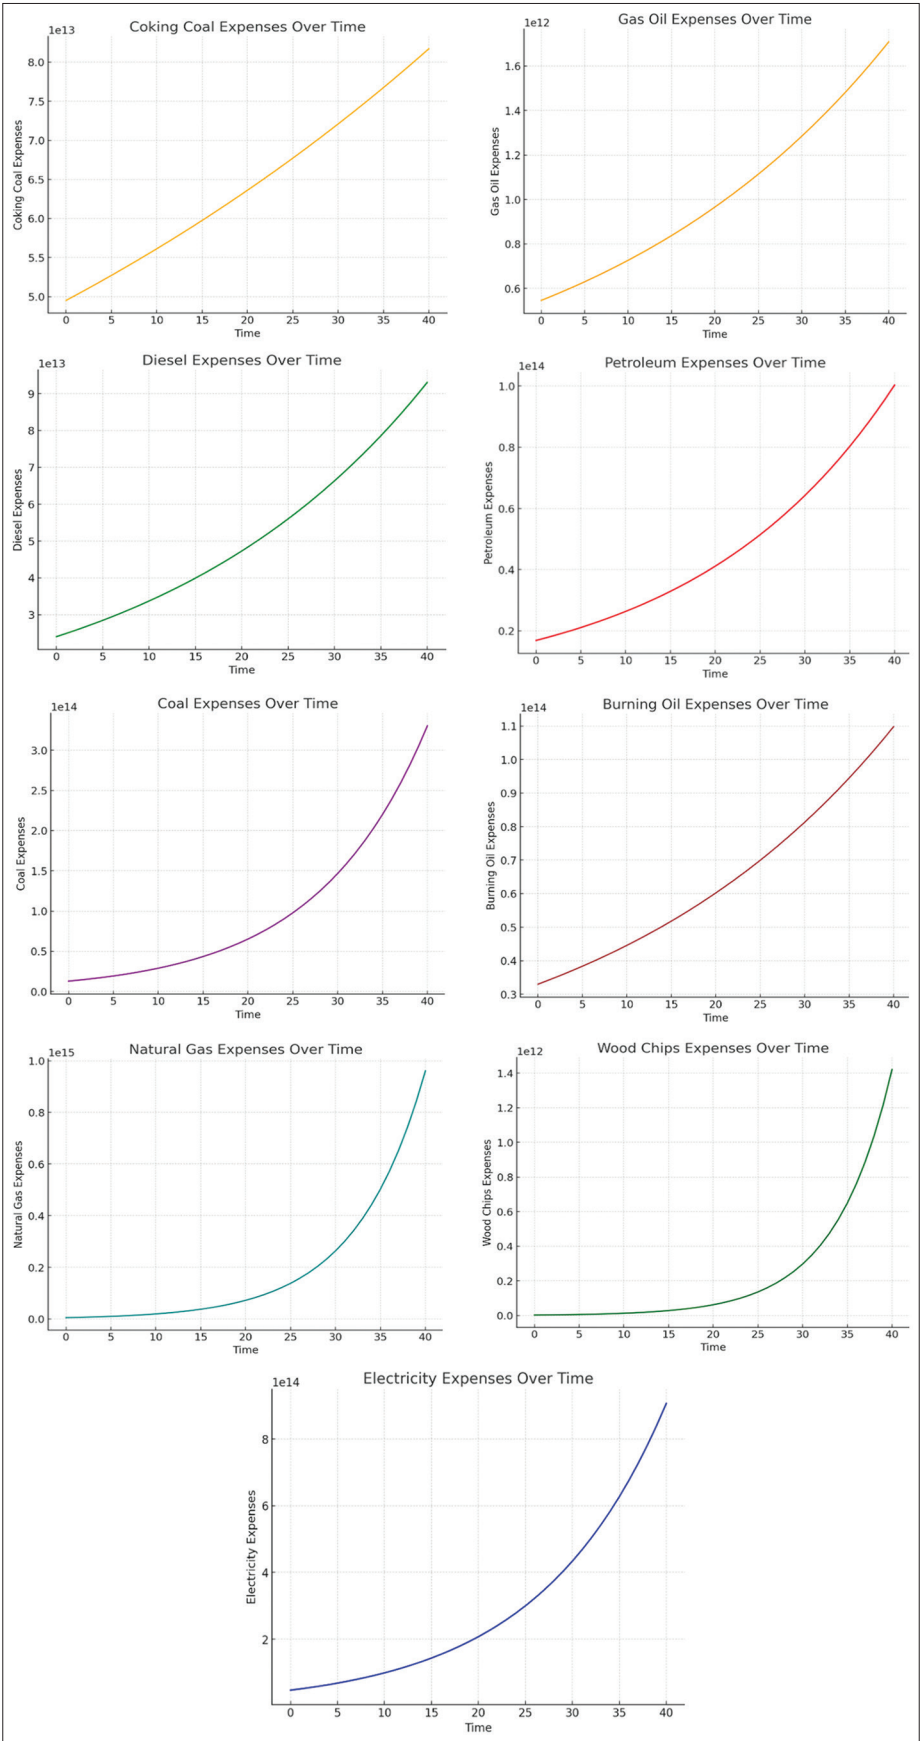 Coking Coal Expenses Over Time
1e13
8.0
7.5
7.0
6.5
6.0
5.5
5.0
Coking Coal Expenses
0 5 10 15 20 25 30 35 40
Time
Gas Oil Expenses Over Time
1e12
1.6
1.4
1.2
1.0
0.8
0.6
Gas Oil Expenses
0 5 10 15 20 25 30 35 40
Time
Diesel Expenses Over Time
1e13
9
8
7
6
5
4
3
Diesel Expenses
0 5 10 15 20 25 30 35 40
Time
Petroleum Expenses Over Time
1e14
1.0
0.8
0.6
0.4
0.2
Petroleum Expenses
0 5 10 15 20 25 30 35 40
Time
Coal Expenses Over Time
1e14
3.0
2.5
2.0
1.5
1.0
0.5
0.0
Coal Expenses
0 5 10 15 20 25 30 35 40
Time
Burning Oil Expenses Over Time
1e14
1.1
1.0
0.9
0.8
0.7
0.6
0.5
0.4
0.3
Burning Oil Expenses
0 5 10 15 20 25 30 35 40
Time
Natural Gas Expenses Over Time
1e15
1.0
0.8
0.6
0.4
0.2
0.0
Natural Gas Expenses
0 5 10 15 20 25 30 35 40
Time
Wood Chips Expenses Over Time
1e12
1.4
1.2
1.0
0.8
0.6
0.4
0.2
0.0
Wood Chips Expenses
0 5 10 15 20 25 30 35 40
Time
Electricity Expenses Over Time
1e14
8
6
4
2
Electricity Expenses
0 5 10 15 20 25 30 35 40
Time